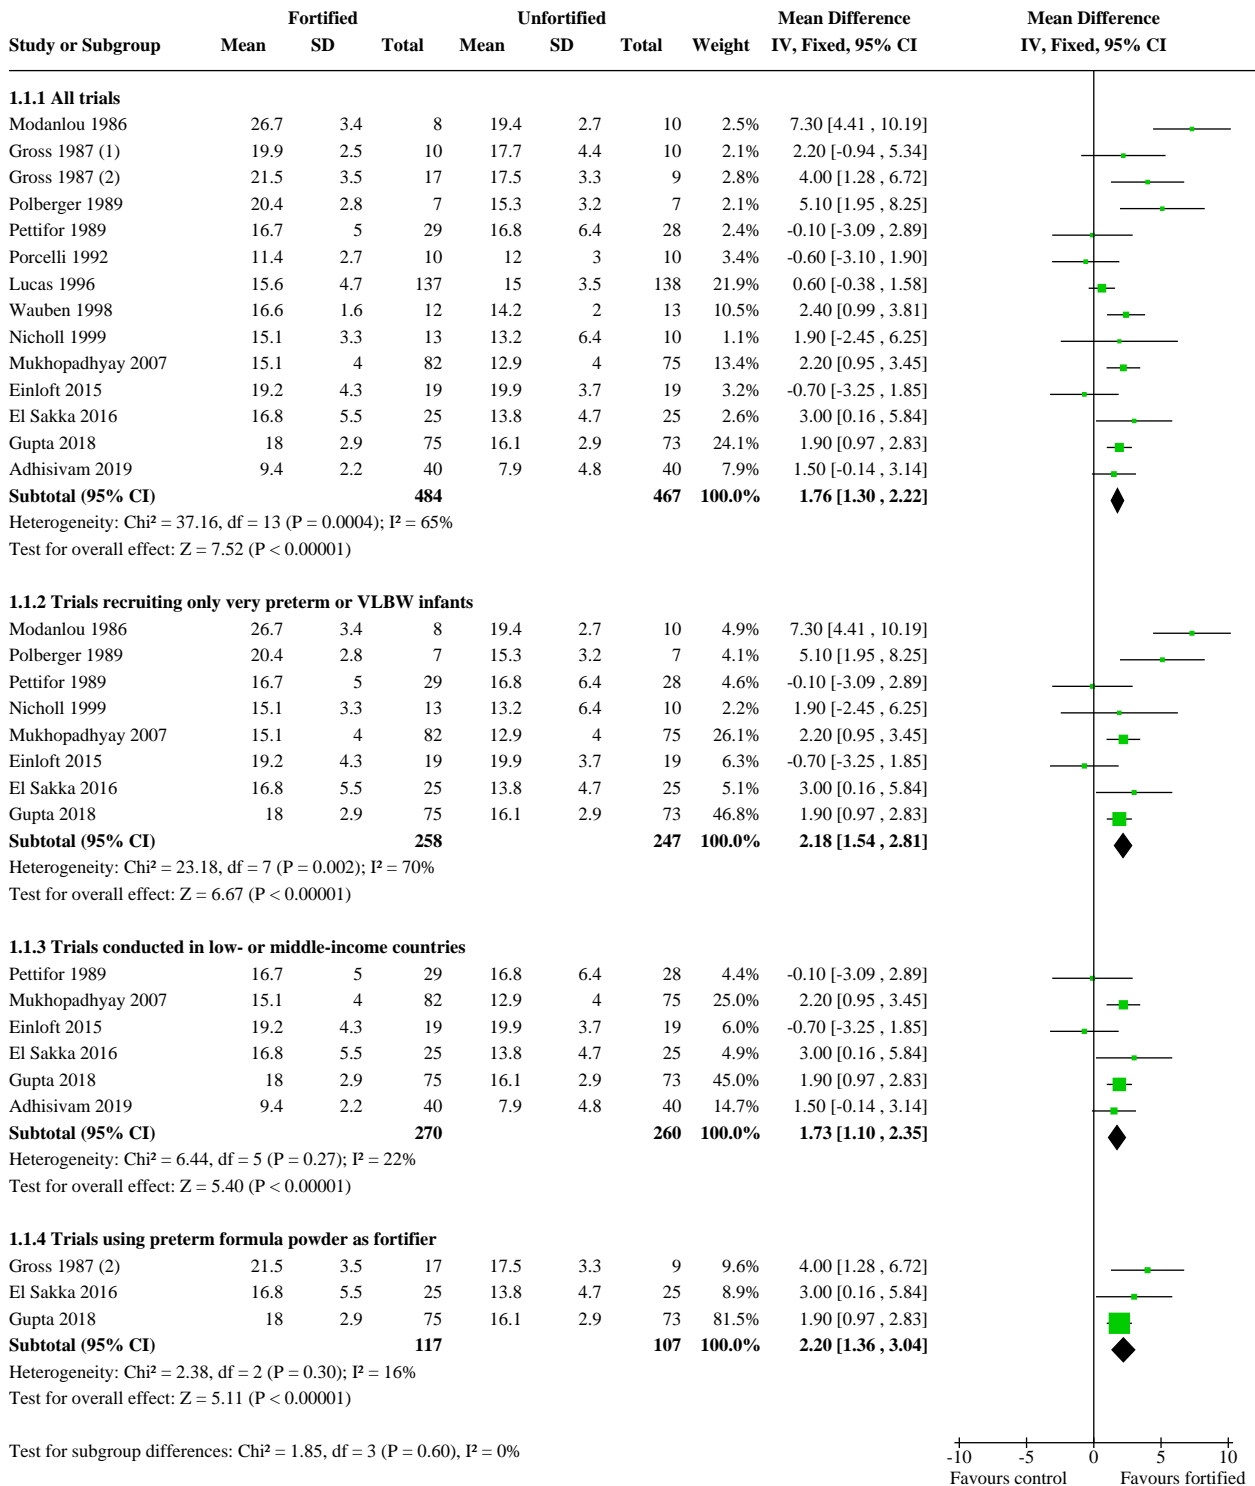 Fortified Unfortified Mean Difference Mean Difference
Study or Subgroup Mean SD Total Mean SD Total Weight IV, Fixed, 95% CI IV, Fixed, 95% CI
1.1.1 All trials
Modanlou 1986 26.7 3.4 8 19.4 2.7 10 2.5% 7.30 [4.41 , 10.19]
Gross 1987 (1) 19.9 2.5 10 17.7 4.4 10 2.1% 2.20 [-0.94 , 5.34]
Gross 1987 (2) 21.5 3.5 17 17.5 3.3 9 2.8% 4.00 [1.28 , 6.72]
Polberger 1989 20.4 2.8 7 15.3 3.2 7 2.1% 5.10 [1.95 , 8.25]
Pettifor 1989 16.7 5 29 16.8 6.4 28 2.4% -0.10 [-3.09 , 2.89]
Porcelli 1992 11.4 2.7 10 12 3 10 3.4% -0.60 [-3.10 , 1.90]
Lucas 1996 15.6 4.7 137 15 3.5 138 21.9% 0.60 [-0.38 , 1.58]
Wauben 1998 16.6 1.6 12 14.2 2 13 10.5% 2.40 [0.99 , 3.81]
Nicholl 1999 15.1 3.3 13 13.2 6.4 10 1.1% 1.90 [-2.45 , 6.25]
Mukhopadhyay 2007 15.1 4 82 12.9 4 75 13.4% 2.20 [0.95 , 3.45]
Einloft 2015 19.2 4.3 19 19.9 3.7 19 3.2% -0.70 [-3.25 , 1.85]
El Sakka 2016 16.8 5.5 25 13.8 4.7 25 2.6% 3.00 [0.16 , 5.84]
Gupta 2018 18 2.9 75 16.1 2.9 73 24.1% 1.90 [0.97 , 2.83]
Adhisivam 2019 9.4 2.2 40 7.9 4.8 40 7.9% 1.50 [-0.14 , 3.14]
Subtotal (95% CI) 484 467 100.0% 1.76 [1.30 , 2.22]
Heterogeneity: Chi² = 37.16, df = 13 (P = 0.0004); I² = 65%
Test for overall effect: Z = 7.52 (P < 0.00001)
1.1.2 Trials recruiting only very preterm or VLBW infants
Modanlou 1986 26.7 3.4 8 19.4 2.7 10 4.9% 7.30 [4.41 , 10.19]
Polberger 1989 20.4 2.8 7 15.3 3.2 7 4.1% 5.10 [1.95 , 8.25]
Pettifor 1989 16.7 5 29 16.8 6.4 28 4.6% -0.10 [-3.09 , 2.89]
Nicholl 1999 15.1 3.3 13 13.2 6.4 10 2.2% 1.90 [-2.45 , 6.25]
Mukhopadhyay 2007 15.1 4 82 12.9 4 75 26.1% 2.20 [0.95 , 3.45]
Einloft 2015 19.2 4.3 19 19.9 3.7 19 6.3% -0.70 [-3.25 , 1.85]
El Sakka 2016 16.8 5.5 25 13.8 4.7 25 5.1% 3.00 [0.16 , 5.84]
Gupta 2018 18 2.9 75 16.1 2.9 73 46.8% 1.90 [0.97 , 2.83]
Subtotal (95% CI) 258 247 100.0% 2.18 [1.54 , 2.81]
Heterogeneity: Chi² = 23.18, df = 7 (P = 0.002); I² = 70%
Test for overall effect: Z = 6.67 (P < 0.00001)
1.1.3 Trials conducted in low- or middle-income countries
Pettifor 1989 16.7 5 29 16.8 6.4 28 4.4% -0.10 [-3.09 , 2.89]
Mukhopadhyay 2007 15.1 4 82 12.9 4 75 25.0% 2.20 [0.95 , 3.45]
Einloft 2015 19.2 4.3 19 19.9 3.7 19 6.0% -0.70 [-3.25 , 1.85]
El Sakka 2016 16.8 5.5 25 13.8 4.7 25 4.9% 3.00 [0.16 , 5.84]
Gupta 2018 18 2.9 75 16.1 2.9 73 45.0% 1.90 [0.97 , 2.83]
Adhisivam 2019 9.4 2.2 40 7.9 4.8 40 14.7% 1.50 [-0.14 , 3.14]
Subtotal (95% CI) 270 260 100.0% 1.73 [1.10 , 2.35]
Heterogeneity: Chi² = 6.44, df = 5 (P = 0.27); I² = 22%
Test for overall effect: Z = 5.40 (P < 0.00001)
1.1.4 Trials using preterm formula powder as fortifier
Gross 1987 (2) 21.5 3.5 17 17.5 3.3 9 9.6% 4.00 [1.28 , 6.72]
El Sakka 2016 16.8 5.5 25 13.8 4.7 25 8.9% 3.00 [0.16 , 5.84]
Gupta 2018 18 2.9 75 16.1 2.9 73 81.5% 1.90 [0.97 , 2.83]
Subtotal (95% CI) 117 107 100.0% 2.20 [1.36 , 3.04]
Heterogeneity: Chi² = 2.38, df = 2 (P = 0.30); I² = 16%
Test for overall effect: Z = 5.11 (P < 0.00001)
Test for subgroup differences: Chi² = 1.85, df = 3 (P = 0.60), I² = 0%
-10 -5 0 5 10
Favours control Favours fortified